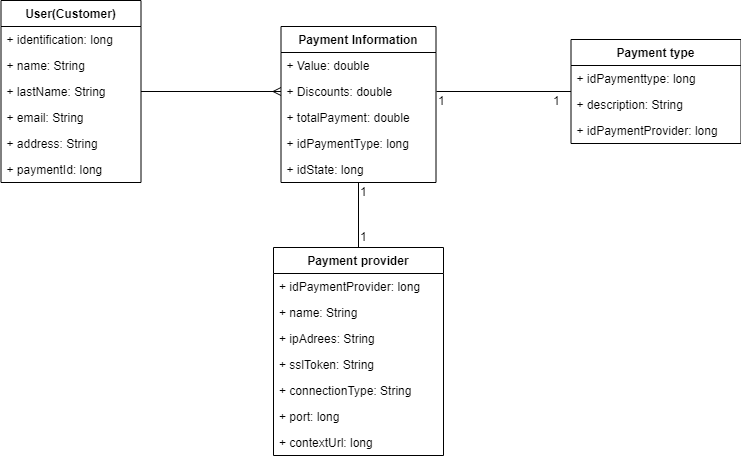 User(Customer)
+ identification: long
+ name: String
+ lastName: String
+ email: String
+ address: String
+ paymentId: long
Payment Information
+ Value: double
+ Discounts: double
+ totalPayment: double
+ idPaymentType: long
+ idState: long
1
1
Payment type
+ idPaymenttype: long
+ description: String
+ idPaymentProvider: long
1
1
Payment provider
+ idPaymentProvider: long
+ name: String
+ ipAdrees: String
+ sslToken: String
+ connectionType: String
+ port: long
+ contextUrl: long